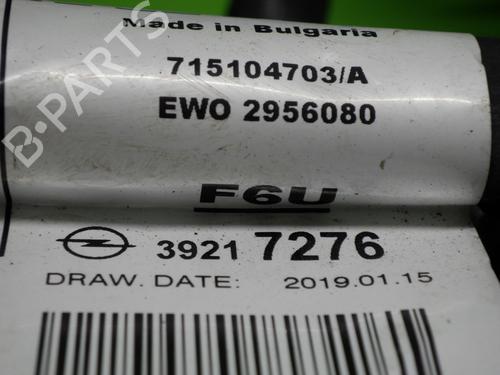 Made in Bulgaria
715104703/A
EWO 2956080
F6U
3921 7276
DRAW. DATE: 2019.01.15
B-PARTS